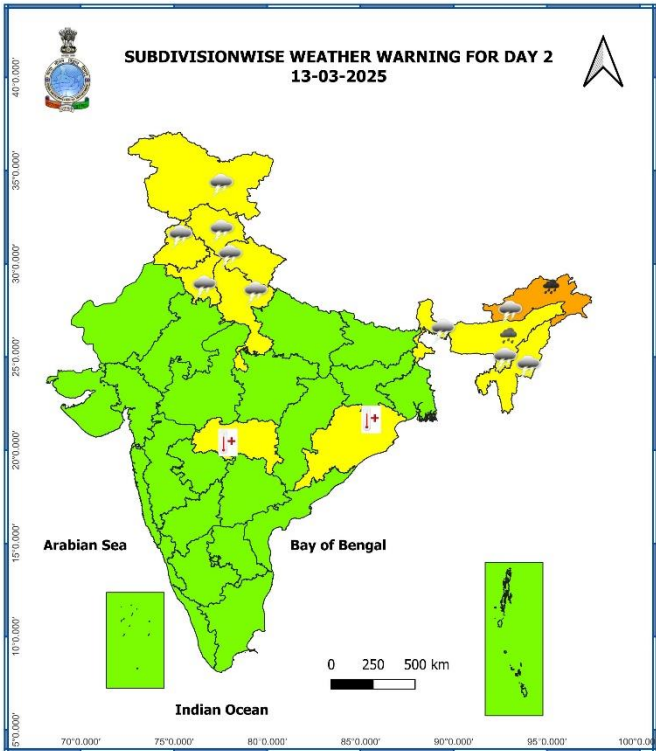 SUBDIVISIONWISE WEATHER WARNING FOR DAY 2
13-03-2025
40°0.000'
35°0.000'
30°0.000'
25°0.000'
20°0.000'
15°0.000'
10°0.000'
5°0.000'
Arabian Sea
Bay of Bengal
0 250 500 km
Indian Ocean
70°0.000' 75°0.000' 80°0.000' 85°0.000' 90°0.000' 95°0.000' 100°0.000